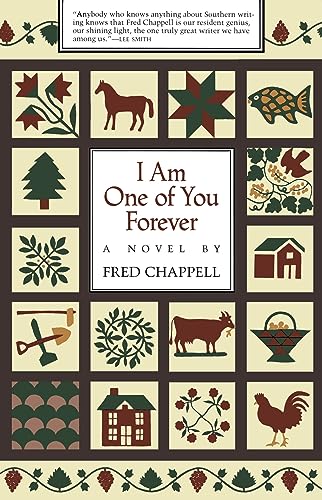 "Anybody who knows anything about Southern writ-
ing knows that Fred Chappell is our resident genius,
our shining light, the one truly great writer we have
among us."—LEE SMITH
I Am
One of You
Forever
A NOVEL BY
FRED CHAPPELL